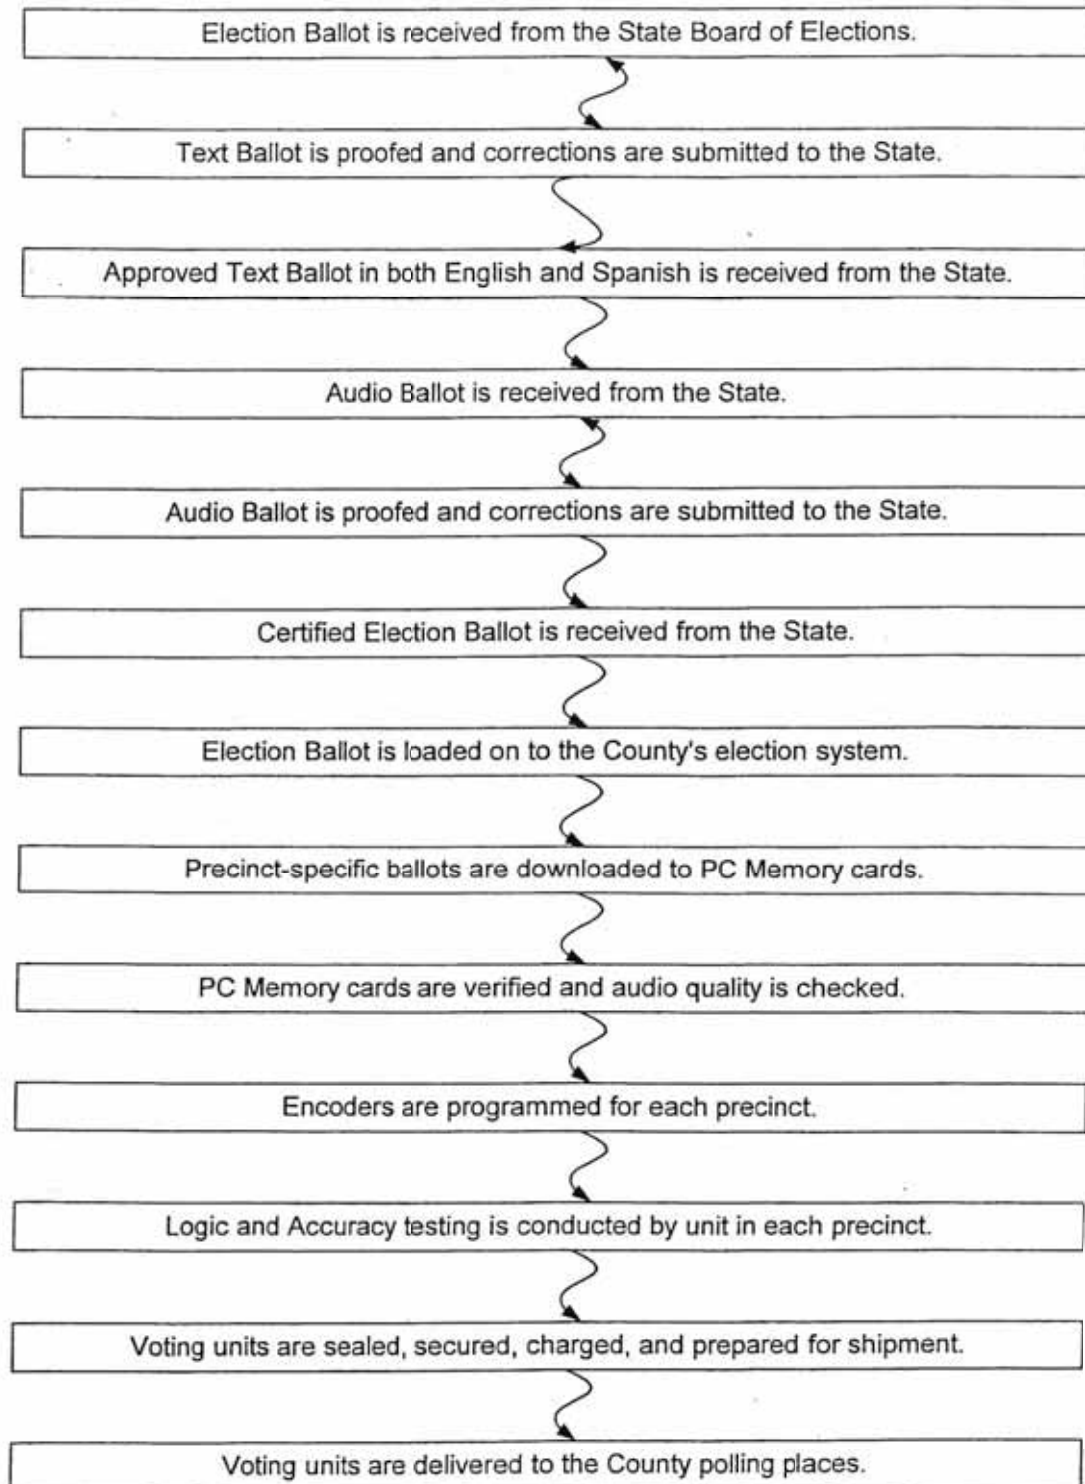 Election Ballot is received from the State Board of Elections.
Text Ballot is proofed and corrections are submitted to the State.
Approved Text Ballot in both English and Spanish is received from the State.
Audio Ballot is received from the State.
Audio Ballot is proofed and corrections are submitted to the State.
Certified Election Ballot is received from the State.
Election Ballot is loaded on to the County's election system.
Precinct-specific ballots are downloaded to PC Memory cards.
PC Memory cards are verified and audio quality is checked.
Encoders are programmed for each precinct.
Logic and Accuracy testing is conducted by unit in each precinct.
Voting units are sealed, secured, charged, and prepared for shipment.
Voting units are delivered to the County polling places.